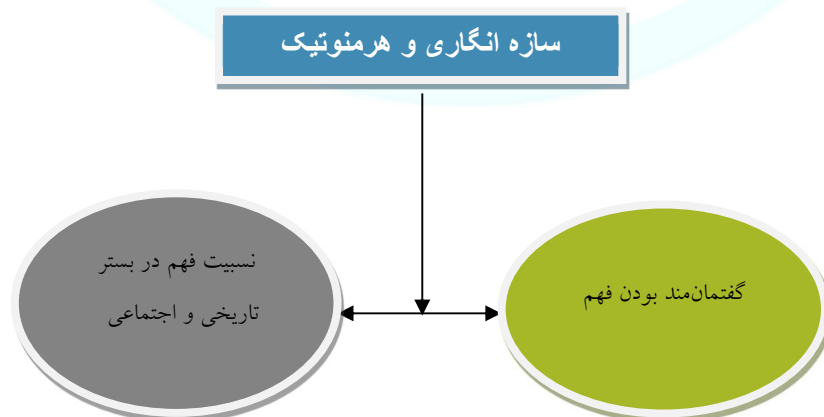 سازه انگاری و هرمنوتیک
گفتمان‌مند بودن فهم
نسبیت فهم در بستر
تاریخی و اجتماعی